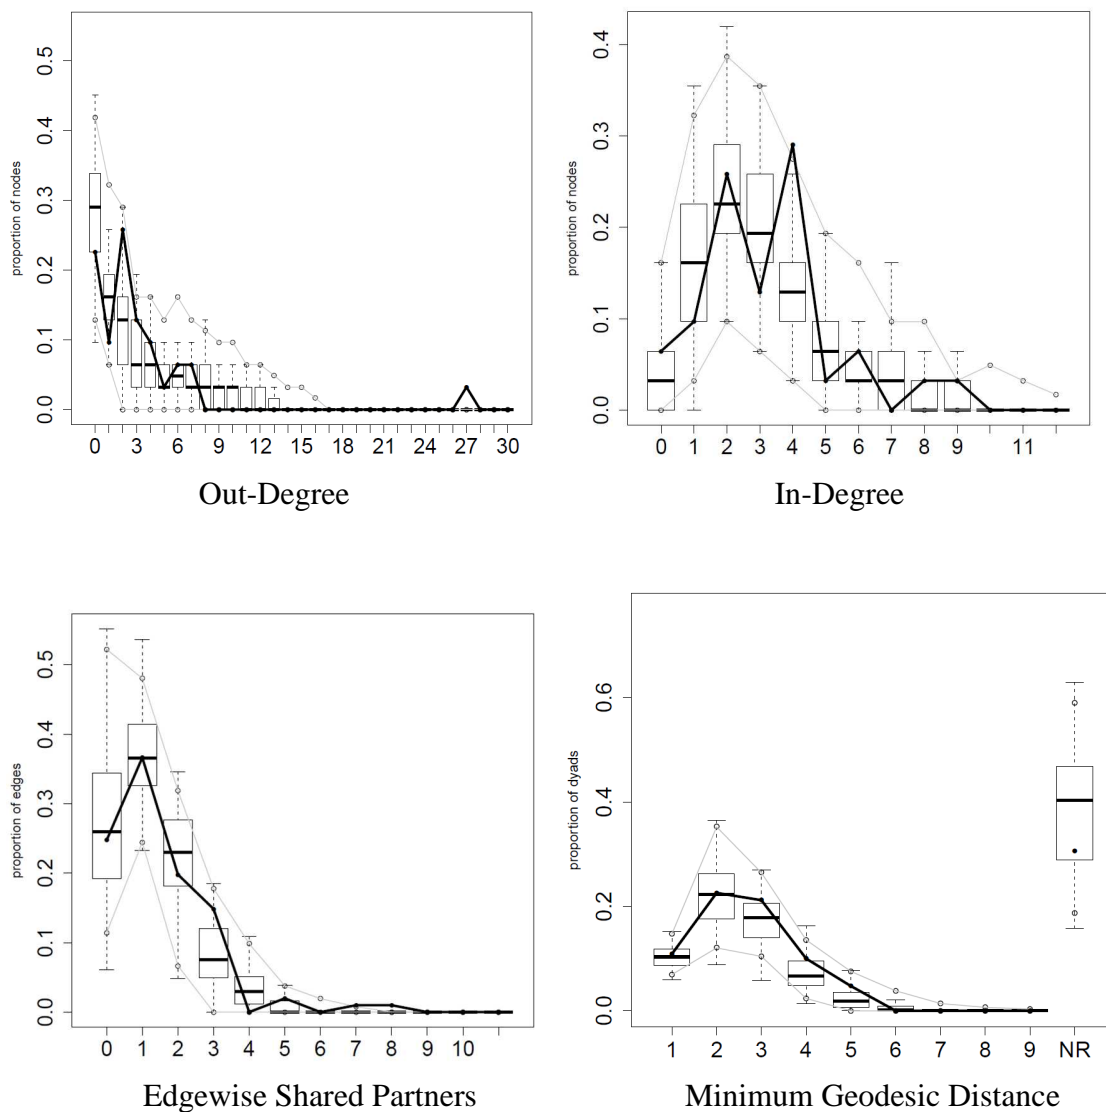 0.5
0.4
0.3
0.2
0.1
0.0
proportion of nodes
0 3 6 9 12 15 18 21 24 27 30
Out-Degree
0.4
0.3
0.2
0.1
0.0
proportion of nodes
0 1 2 3 4 5 6 7 8 9 11
In-Degree
0.5
0.4
0.3
0.2
0.1
0.0
proportion of edges
0 1 2 3 4 5 6 7 8 9 10
Edgewise Shared Partners
0.6
0.4
0.2
0.0
proportion of dyads
1 2 3 4 5 6 7 8 9 NR
Minimum Geodesic Distance